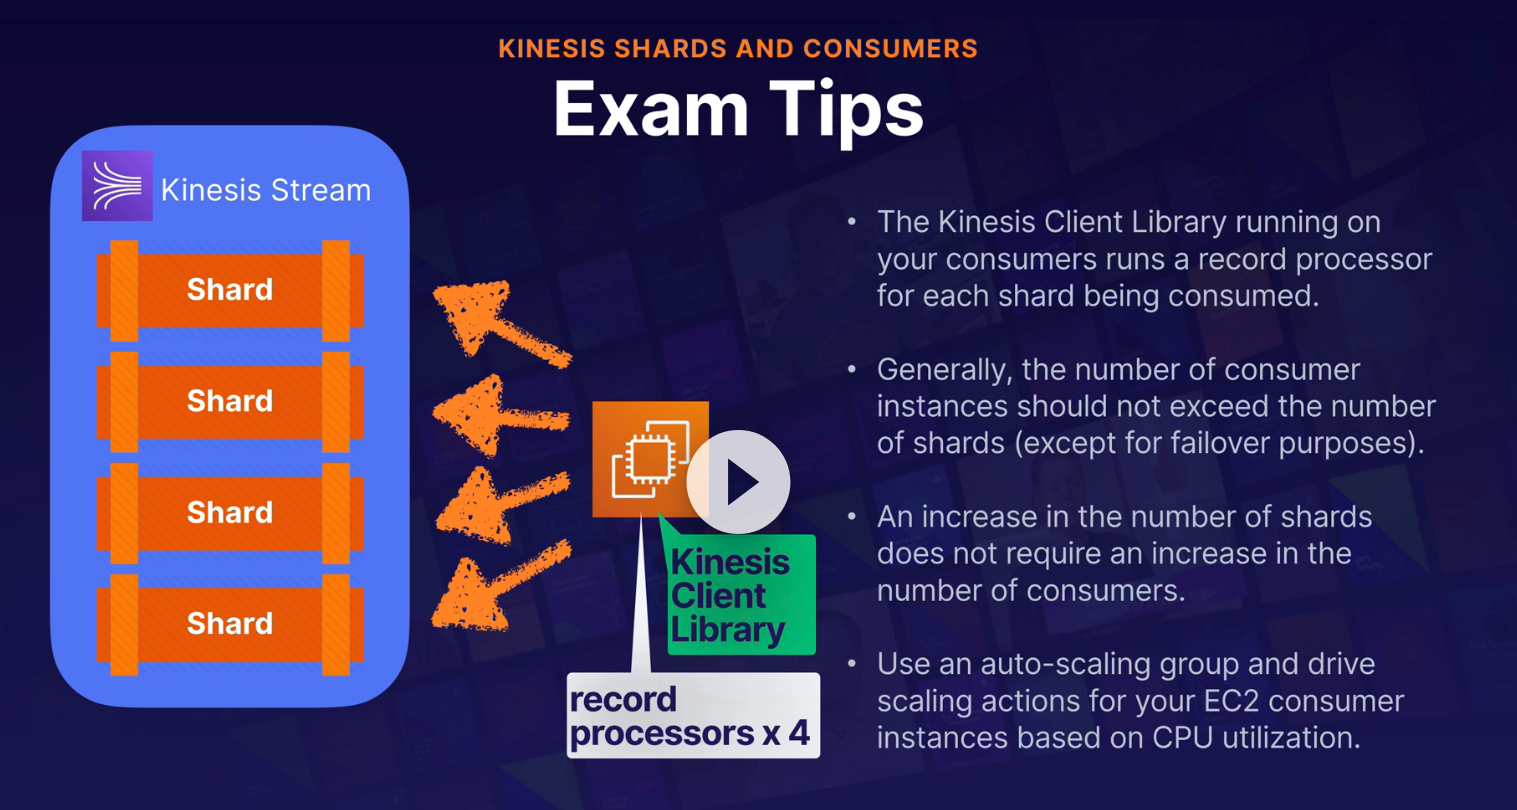 KINESIS SHARDS AND CONSUMERS
Exam Tips
Kinesis Stream
Shard
Shard
Shard
Shard
Kinesis
Client
Library
record
processors x 4
• The Kinesis Client Library running on
your consumers runs a record processor
for each shard being consumed.
• Generally, the number of consumer
instances should not exceed the number
of shards (except for failover purposes).
• An increase in the number of shards
does not require an increase in the
number of consumers.
• Use an auto-scaling group and drive
scaling actions for your EC2 consumer
instances based on CPU utilization.